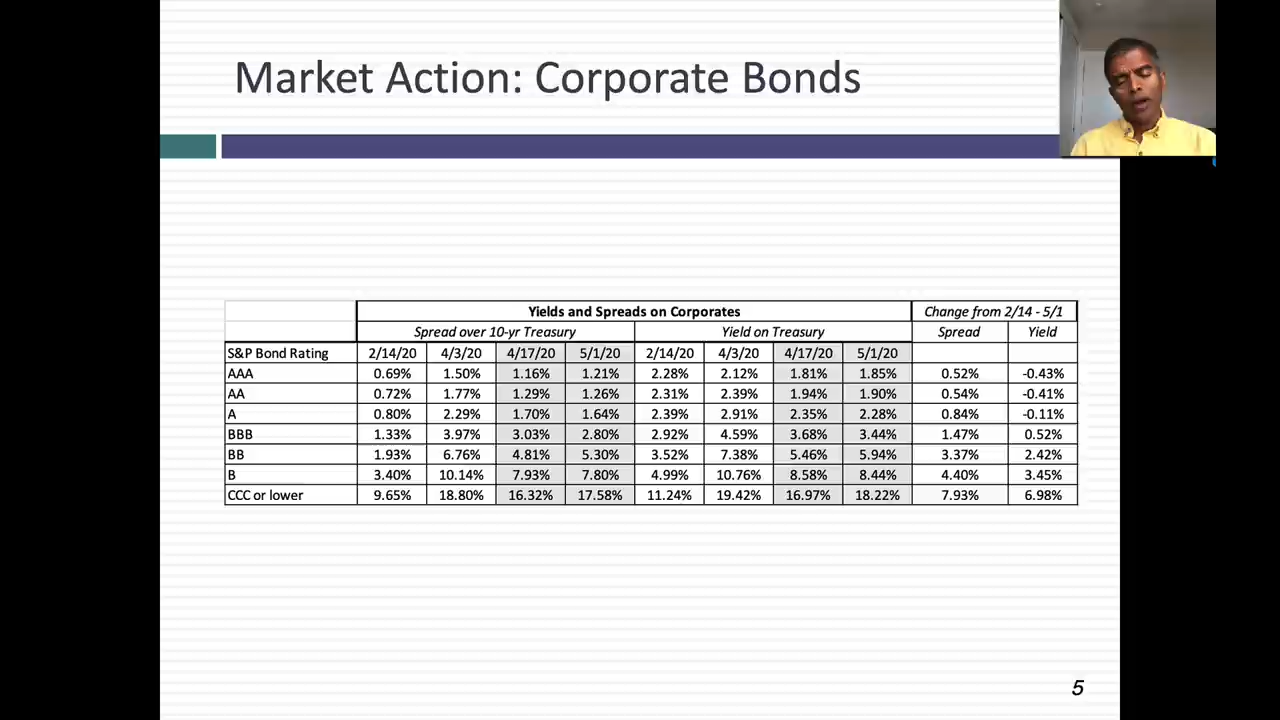 Market Action: Corporate Bonds
Yields and Spreads on Corporates Change from 2/14 - 5/1
Spread over 10-yr Treasury Yield on Treasury Spread Yield
S&P Bond Rating 2/14/20 4/3/20 4/17/20 5/1/20 2/14/20 4/3/20 4/17/20 5/1/20
AAA 0.69% 1.50% 1.16% 1.21% 2.28% 2.12% 1.81% 1.85% 0.52% -0.43%
AA 0.72% 1.77% 1.29% 1.26% 2.31% 2.39% 1.94% 1.90% 0.54% -0.41%
A 0.80% 2.29% 1.70% 1.64% 2.39% 2.91% 2.35% 2.28% 0.84% -0.11%
BBB 1.33% 3.97% 3.03% 2.80% 2.92% 4.59% 3.68% 3.44% 1.47% 0.52%
BB 1.93% 6.76% 4.81% 5.30% 3.52% 7.38% 5.46% 5.94% 3.37% 2.42%
B 3.40% 10.14% 7.93% 7.80% 4.99% 10.76% 8.58% 8.44% 4.40% 3.45%
CCC or lower 9.65% 18.80% 16.32% 17.58% 11.24% 19.42% 16.97% 18.22% 7.93% 6.98%
5